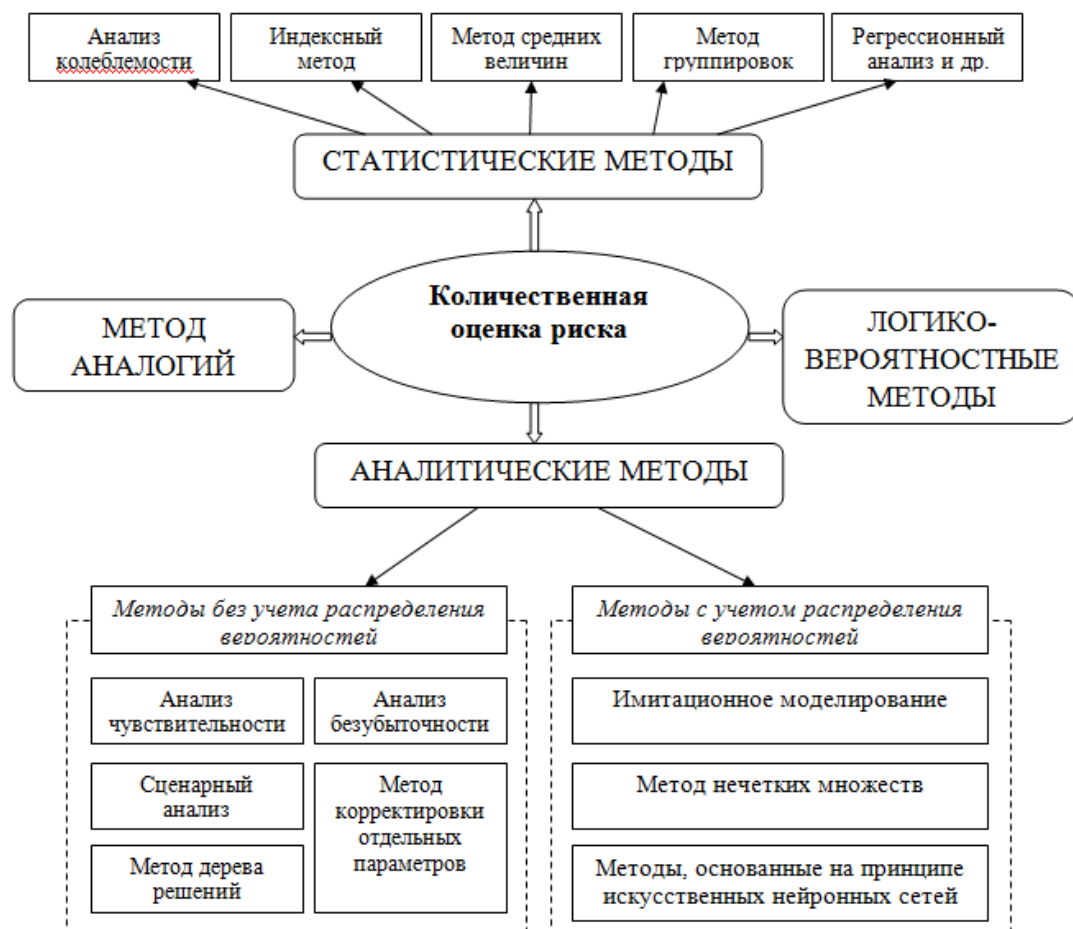 Анализ
колеблемости
Индексный
метод
Метод средних
величин
Метод
группировок
Регрессионный
анализ и др.
СТАТИСТИЧЕСКИЕ МЕТОДЫ
Количественная
оценка риска
МЕТОД
АНАЛОГИЙ
ЛОГИКО-
ВЕРОЯТНОСТНЫЕ
МЕТОДЫ
АНАЛИТИЧЕСКИЕ МЕТОДЫ
Методы без учета распределения
вероятностей
Методы с учетом распределения
вероятностей
Анализ
чувствительности
Анализ
безубыточности
Сценарный
анализ
Метод
корректировки
отдельных
параметров
Метод дерева
решений
Имитационное моделирование
Метод нечетких множеств
Методы, основанные на принципе
искусственных нейронных сетей